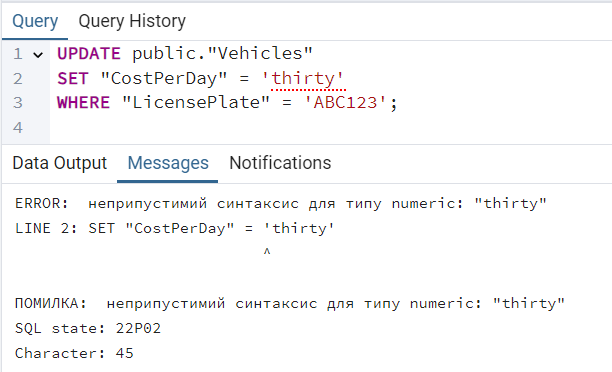 Query Query History
1 UPDATE public."Vehicles"
2 SET "CostPerDay" = 'thirty'
3 WHERE "LicensePlate" = 'ABC123';
4
Data Output Messages Notifications
ERROR:  неприпустимий синтаксис для типу numeric: "thirty"
LINE 2: SET "CostPerDay" = 'thirty'
^
ПОМИЛКА:  неприпустимий синтаксис для типу numeric: "thirty"
SQL state: 22P02
Character: 45